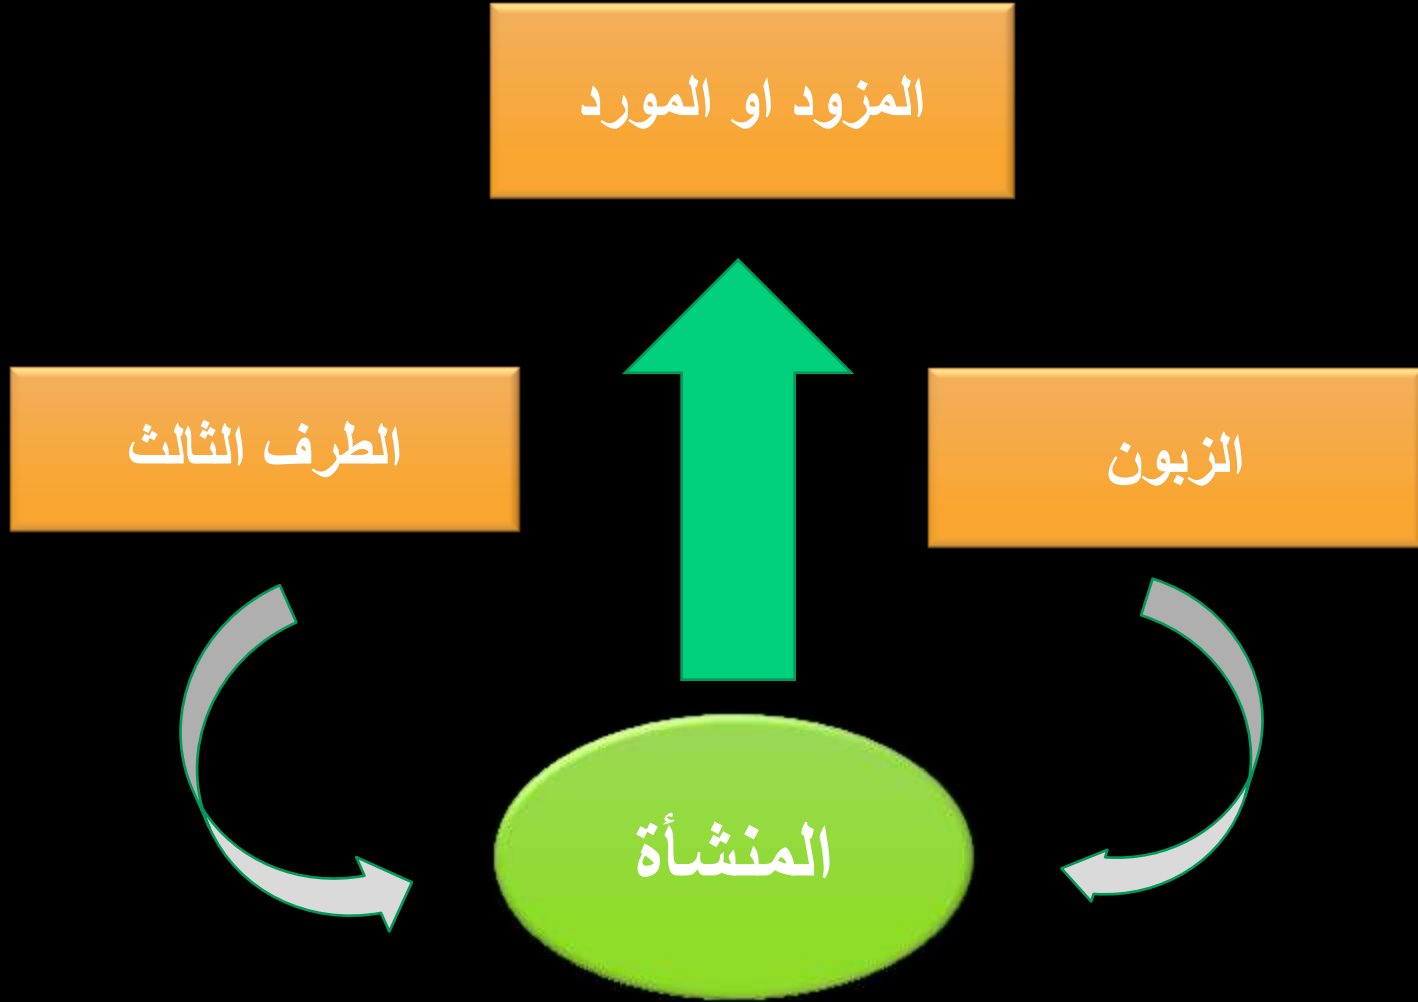 المزود او المورد
الزبون
الطرف الثالث
المنشأة